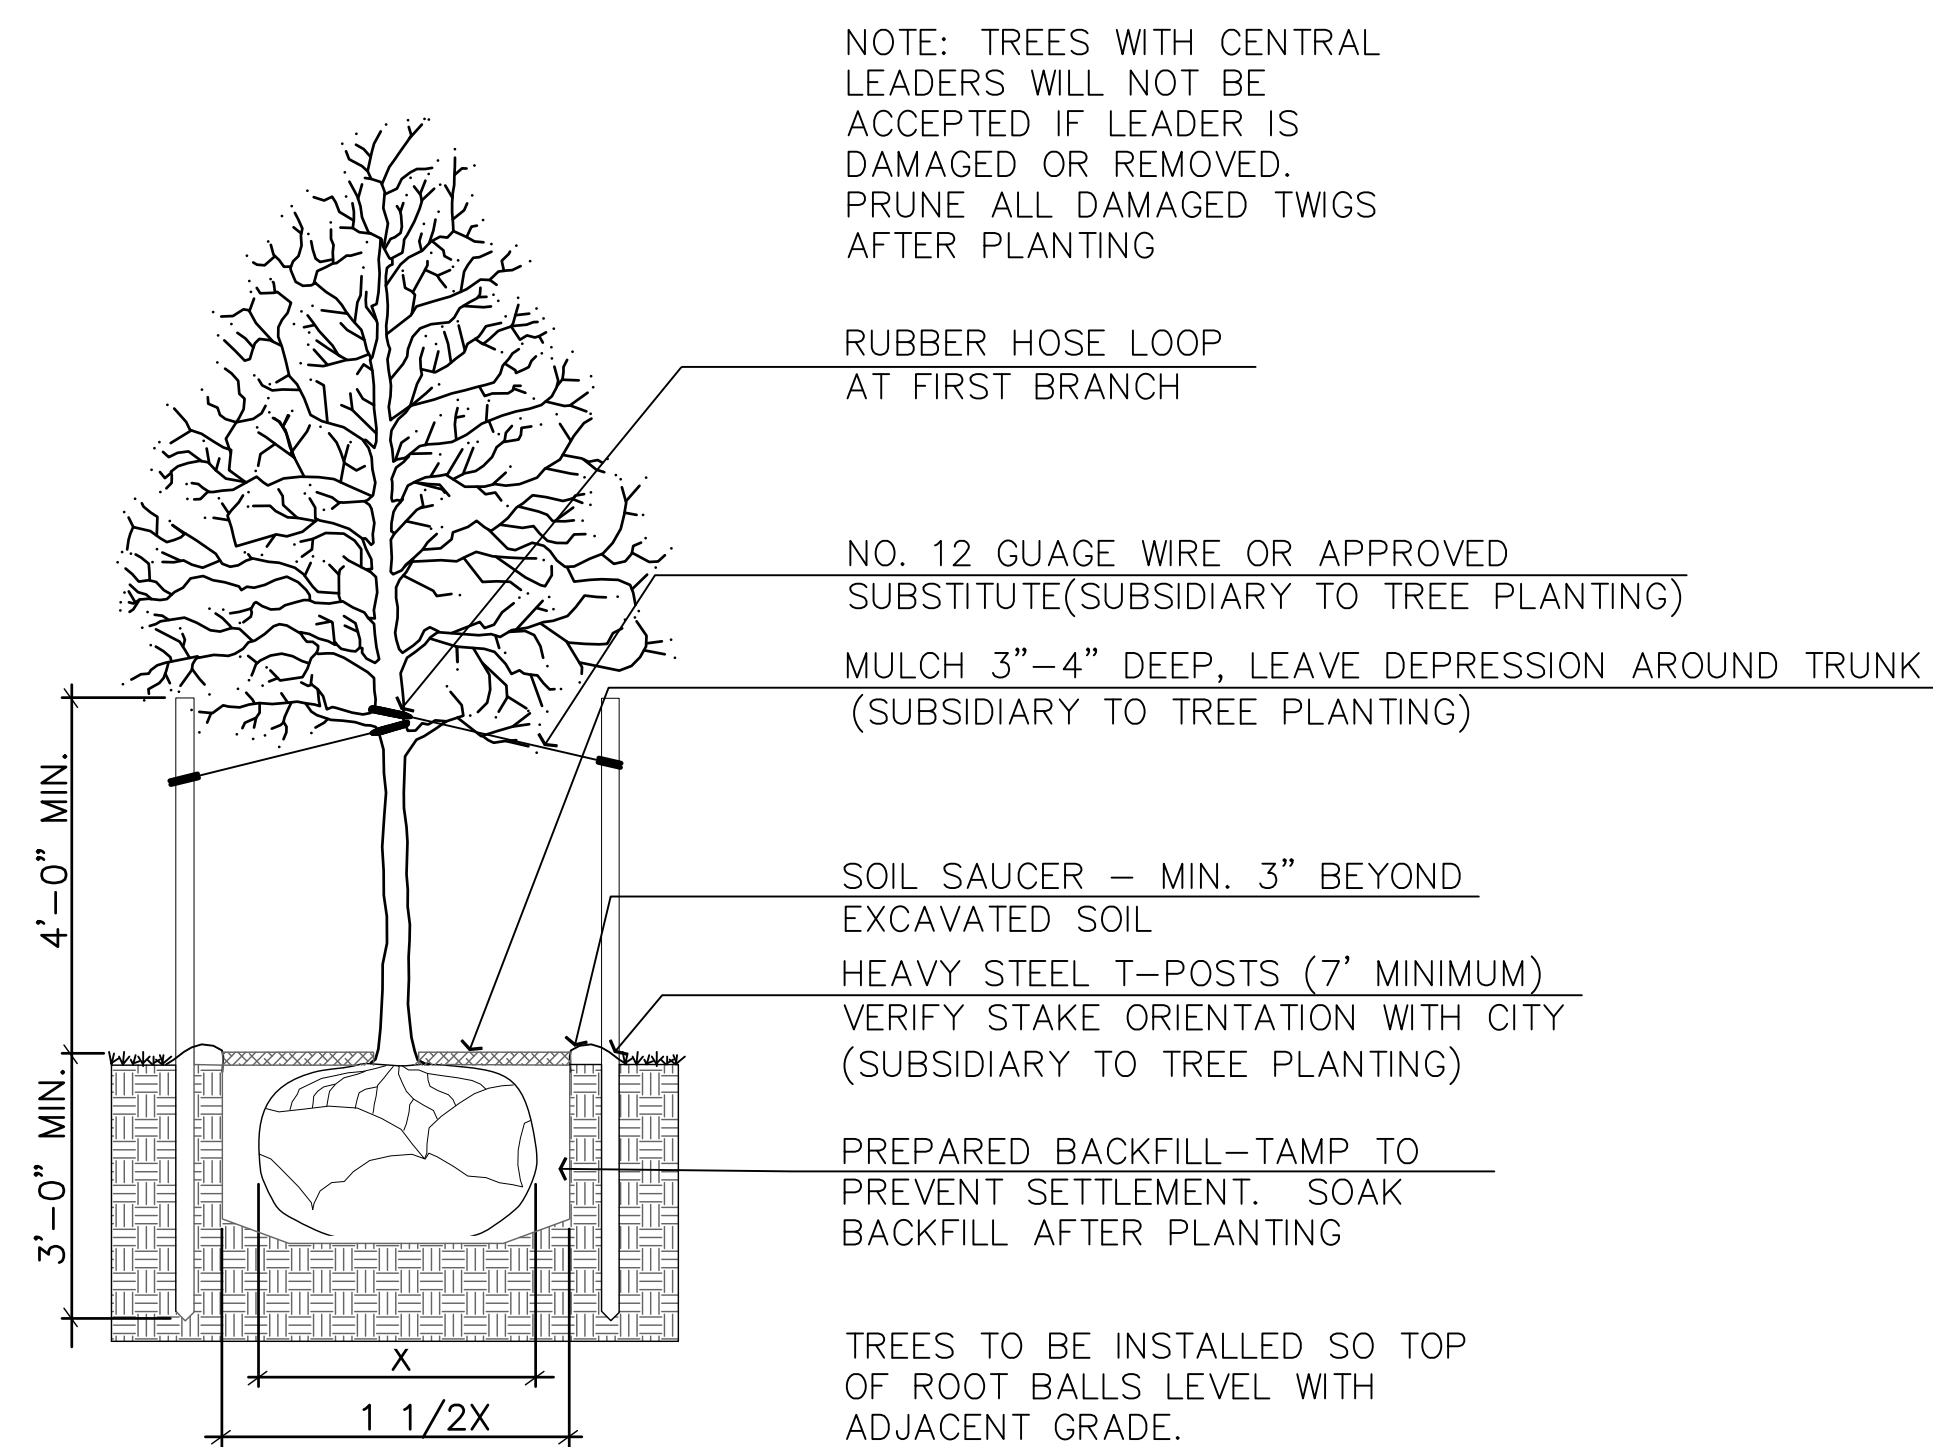 NOTE: TREES WITH CENTRAL
LEADERS WILL NOT BE
ACCEPTED IF LEADER IS
DAMAGED OR REMOVED.
PRUNE ALL DAMAGED TWIGS
AFTER PLANTING
RUBBER HOSE LOOP
AT FIRST BRANCH
NO. 12 GUAGE WIRE OR APPROVED
SUBSTITUTE(SUBSIDIARY TO TREE PLANTING)
MULCH 3"-4" DEEP, LEAVE DEPRESSION AROUND TRUNK
(SUBSIDIARY TO TREE PLANTING)
4'-0" MIN.
SOIL SAUCER - MIN. 3" BEYOND
EXCAVATED SOIL
HEAVY STEEL T-POSTS (7' MINIMUM)
VERIFY STAKE ORIENTATION WITH CITY
(SUBSIDIARY TO TREE PLANTING)
3'-0" MIN.
PREPARED BACKFILL-TAMP TO
PREVENT SETTLEMENT. SOAK
BACKFILL AFTER PLANTING
X
1 1/2X
TREES TO BE INSTALLED SO TOP
OF ROOT BALLS LEVEL WITH
ADJACENT GRADE.